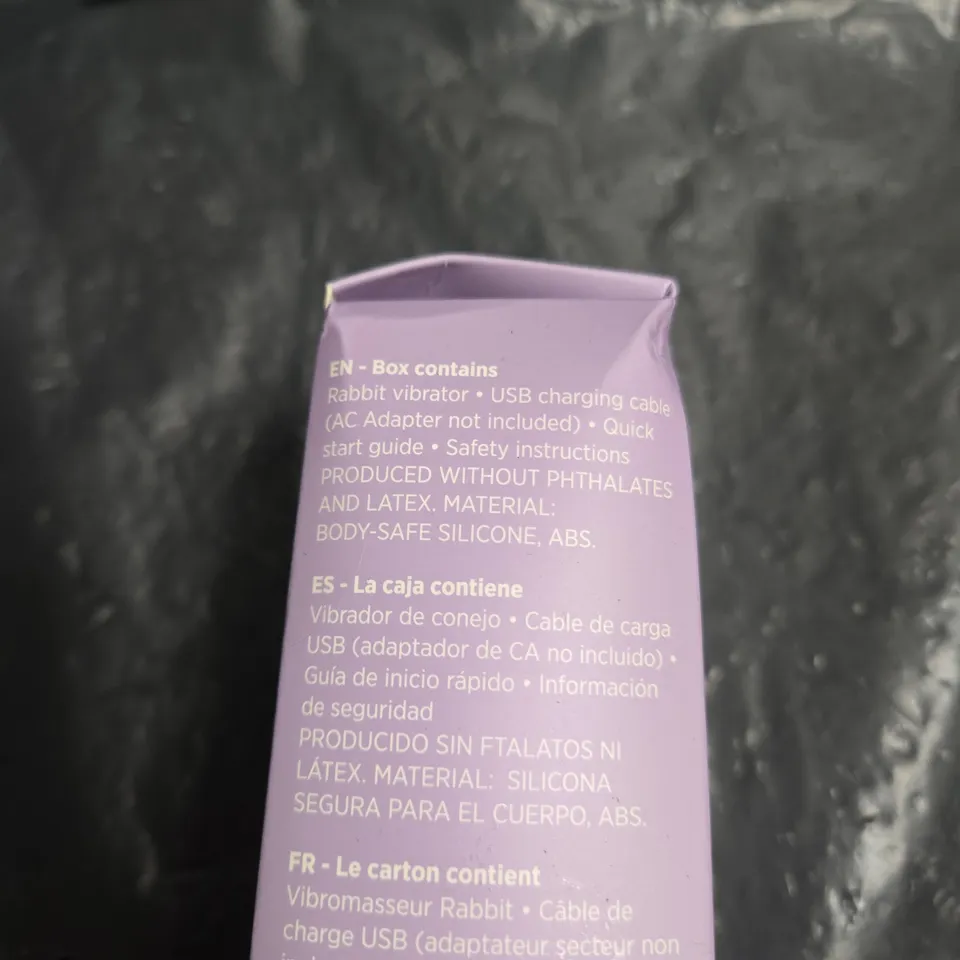 EN - Box contains
Rabbit vibrator • USB charging cable
(AC Adapter not included) • Quick
start guide • Safety instructions
PRODUCED WITHOUT PHTHALATES
AND LATEX. MATERIAL:
BODY-SAFE SILICONE, ABS.
ES - La caja contiene
Vibrador de conejo • Cable de carga
USB (adaptador de CA no incluido) •
Guía de inicio rápido • Información
de seguridad
PRODUCIDO SIN FTALATOS NI
LÁTEX. MATERIAL: SILICONA
SEGURA PARA EL CUERPO, ABS.
FR - Le carton contient
Vibromasseur Rabbit • Câble de
charge USB (adaptateur secteur non